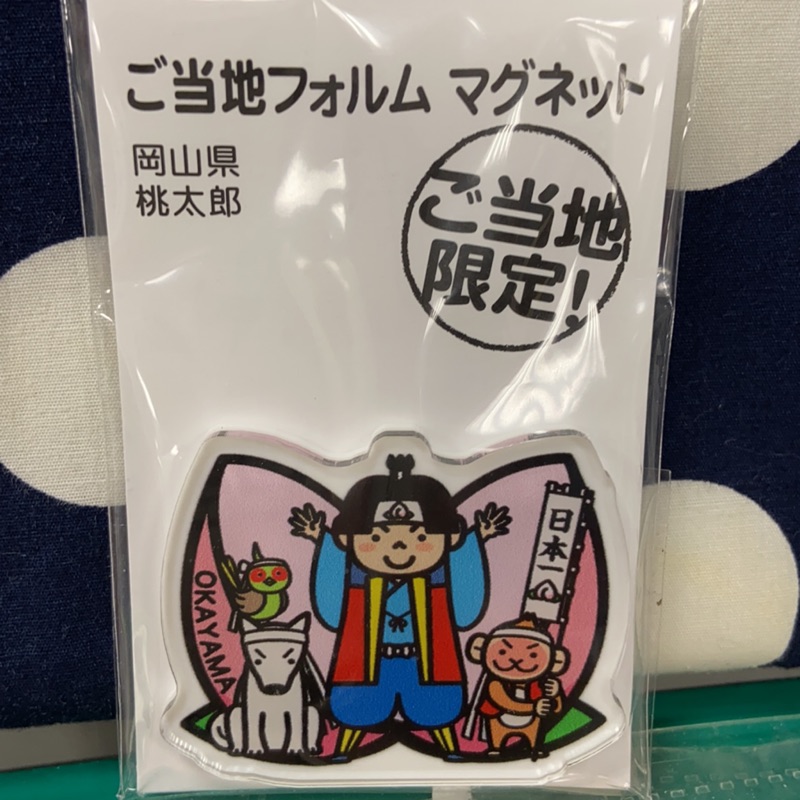 ご当地フォルム マグネット
岡山県
桃太郎
ご当地
限定!
日本一
OKAYAMA